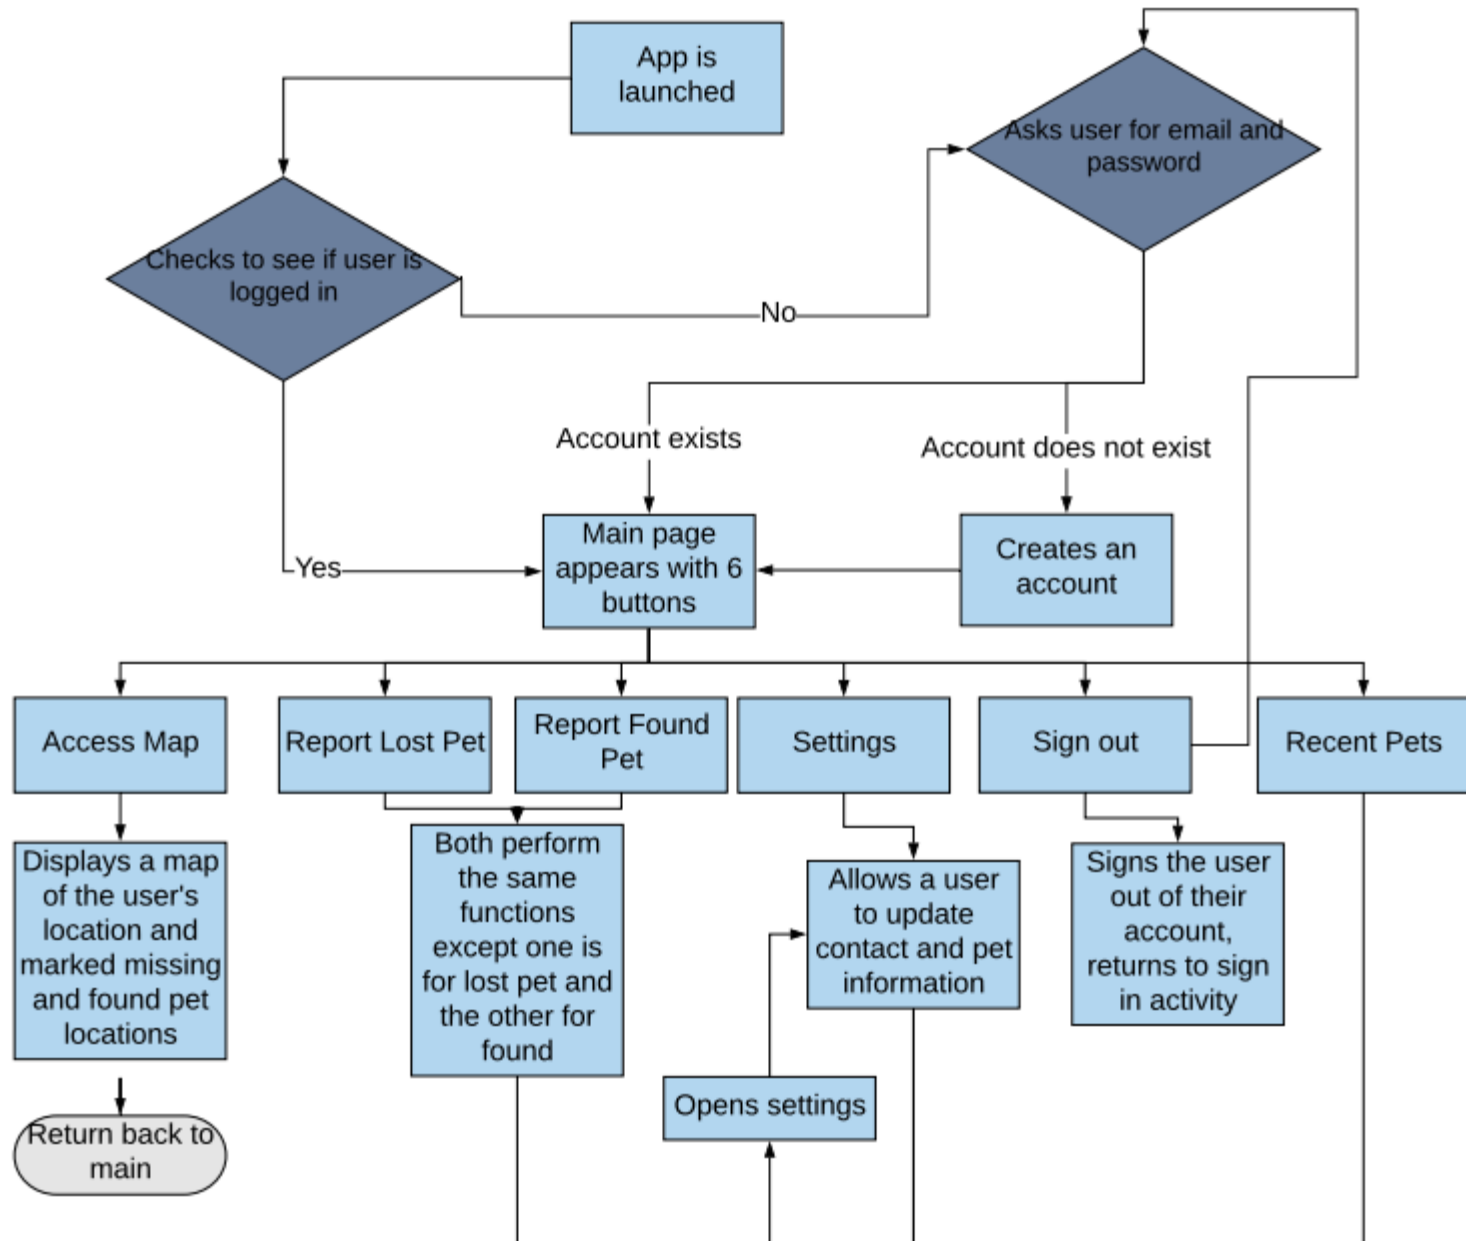 App is
launched
Asks user for email and
password
Checks to see if user is
logged in
No
Account exists
Account does not exist
Yes
Main page
appears with 6
buttons
Creates an
account
Access Map
Report Lost Pet
Report Found
Pet
Settings
Sign out
Recent Pets
Displays a map
of the user's
location and
marked missing
and found pet
locations
Both perform
the same
functions
except one is
for lost pet and
the other for
found
Allows a user
to update
contact and pet
information
Signs the user
out of their
account,
returns to sign
in activity
Opens settings
Return back to
main